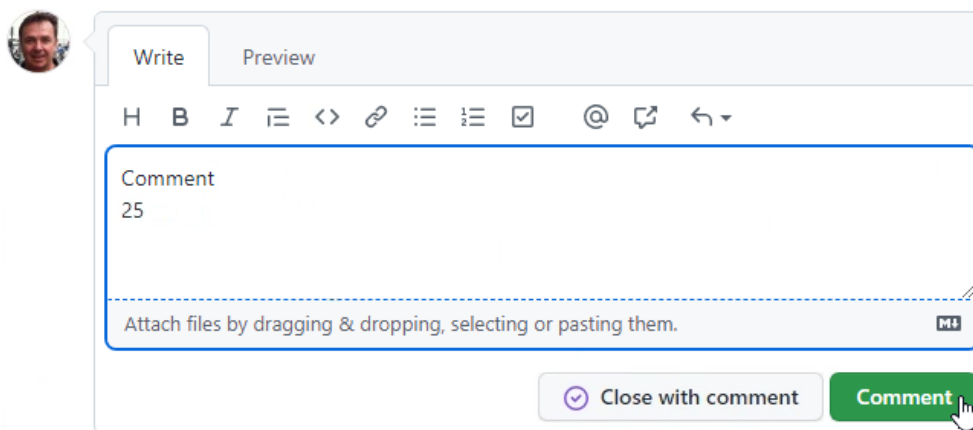 Write Preview
H B I
Comment
25
Attach files by dragging & dropping, selecting or pasting them.
M↓
Close with comment Comment